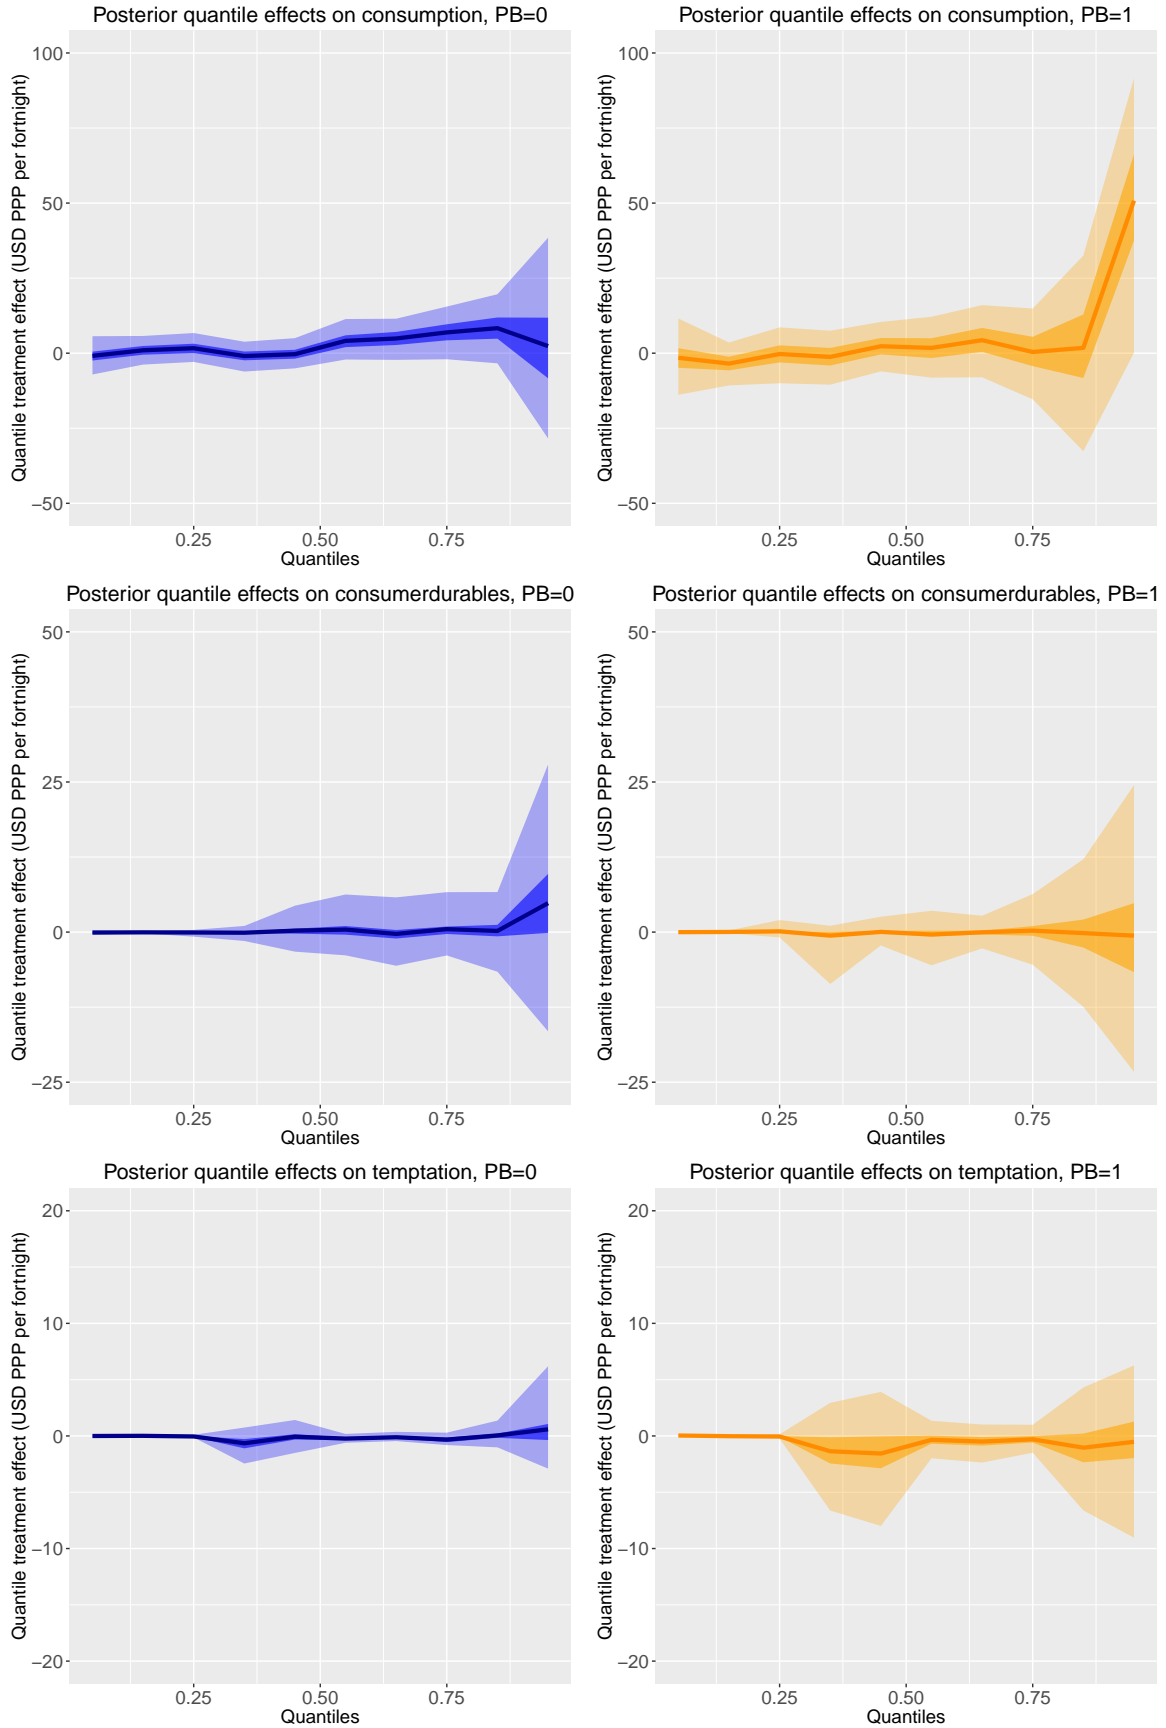 Posterior quantile effects on consumption, PB=0
Quantile treatment effect (USD PPP per fortnight)
100
50
0
−50
0.25 0.50 0.75
Quantiles
Posterior quantile effects on consumption, PB=1
Quantile treatment effect (USD PPP per fortnight)
100
50
0
−50
0.25 0.50 0.75
Quantiles
Posterior quantile effects on consumerdurables, PB=0
Quantile treatment effect (USD PPP per fortnight)
50
25
0
−25
0.25 0.50 0.75
Quantiles
Posterior quantile effects on consumerdurables, PB=1
Quantile treatment effect (USD PPP per fortnight)
50
25
0
−25
0.25 0.50 0.75
Quantiles
Posterior quantile effects on temptation, PB=0
Quantile treatment effect (USD PPP per fortnight)
20
10
0
−10
−20
0.25 0.50 0.75
Quantiles
Posterior quantile effects on temptation, PB=1
Quantile treatment effect (USD PPP per fortnight)
20
10
0
−10
−20
0.25 0.50 0.75
Quantiles